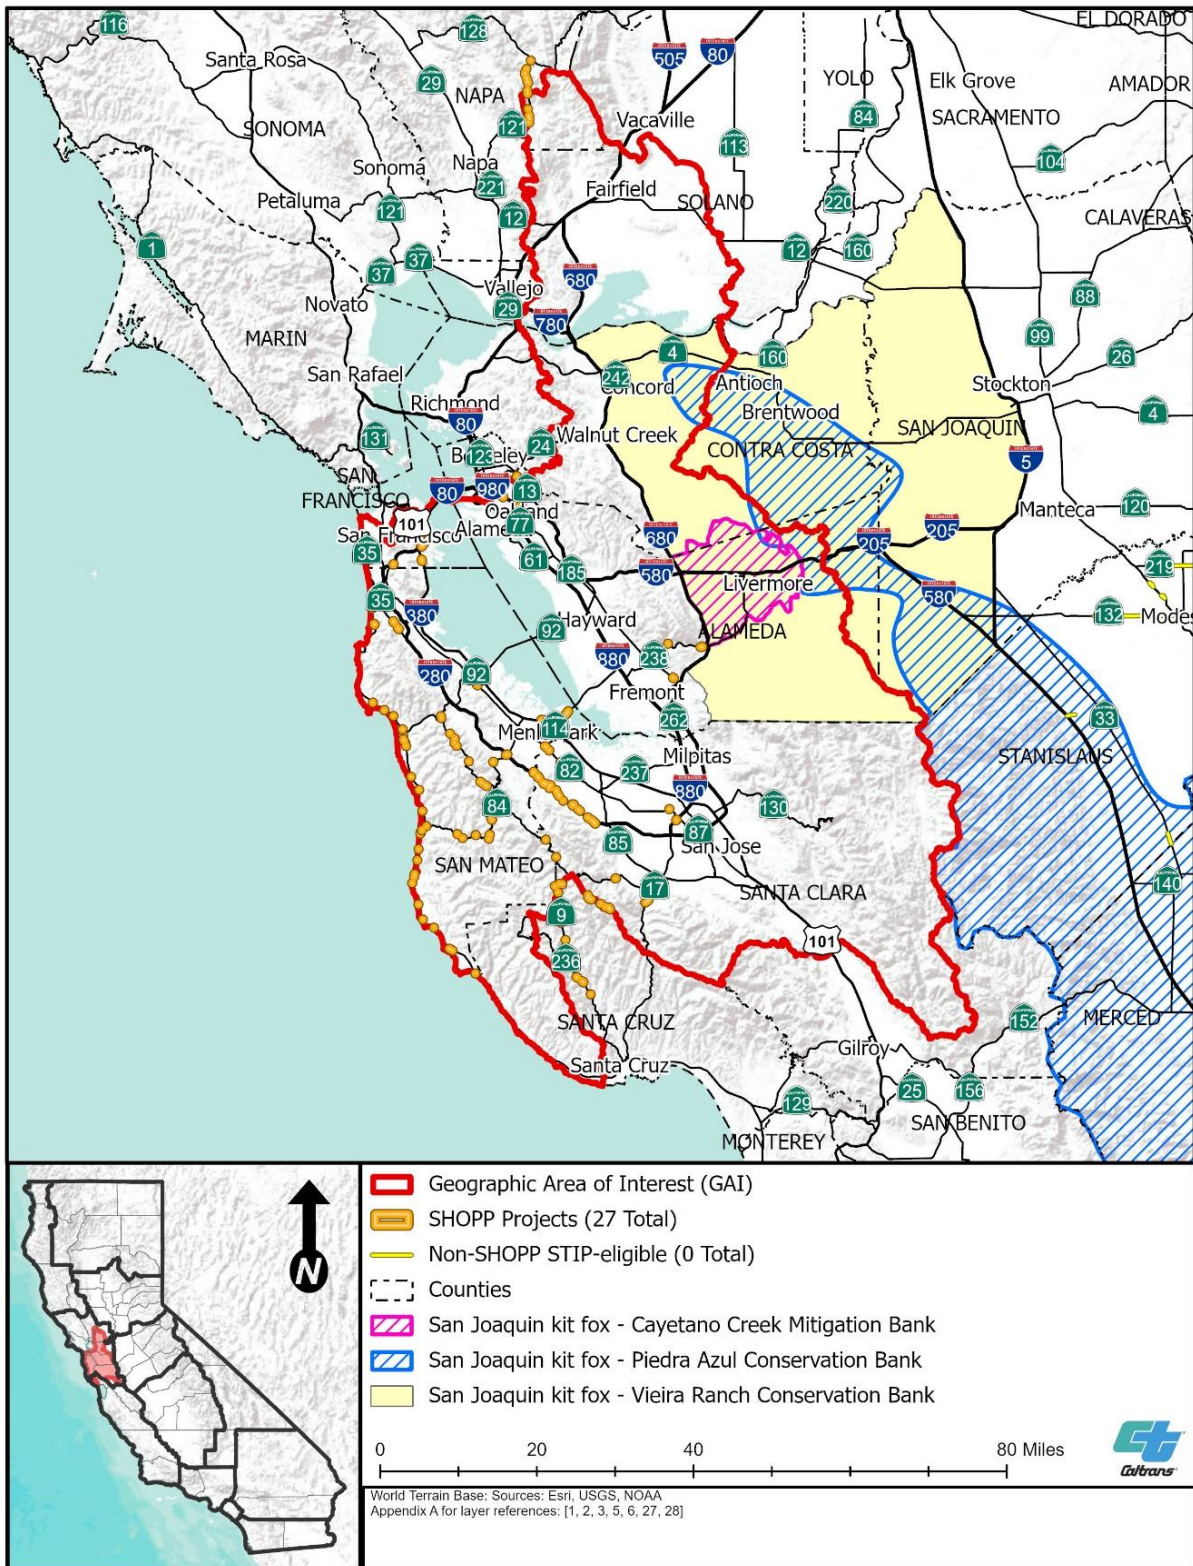 116
128
505
80
EL DORADO
Santa Rosa
29
NAPA
YOLO
Elk Grove
AMADOR
SONOMA
121
Vacaville
113
84
SACRAMENTO
104
Sonoma
Napa
221
Fairfield
SOLANO
220
Petaluma
121
12
CALAVERAS
1
37
37
12
160
680
88
Novato
Vallejo
29
780
MARIN
4
160
99
26
San Rafael
242
Concord
Antioch
Stockton
Richmond
80
Brentwood
4
131
24
Walnut Creek
SAN JOAQUIN
123
Berkeley
CONTRA COSTA
5
SAN
FRANCISCO
80
980
13
Oakland
Manteca
120
101
Alameda
77
San Francisco
680
205
205
35
61
185
580
Livermore
219
35
380
580
132
Modes
Hayward
92
ALAMEDA
880
238
280
92
Fremont
33
114
Menlo Park
262
STANISLAUS
82
237
Milpitas
880
84
130
87
85
San Jose
SAN MATEO
140
17
SANTA CLARA
9
101
236
SANTA CRUZ
152
MERCED
Gilroy
Santa Cruz
129
25
156
SAN BENITO
MONTEREY
N
Geographic Area of Interest (GAI)
SHOPP Projects (27 Total)
Non-SHOPP STIP-eligible (0 Total)
Counties
San Joaquin kit fox - Cayetano Creek Mitigation Bank
San Joaquin kit fox - Piedra Azul Conservation Bank
San Joaquin kit fox - Vieira Ranch Conservation Bank
0 20 40 80 Miles
Caltrans
World Terrain Base: Sources: Esri, USGS, NOAA
Appendix A for layer references: [1, 2, 3, 5, 6, 27, 28]